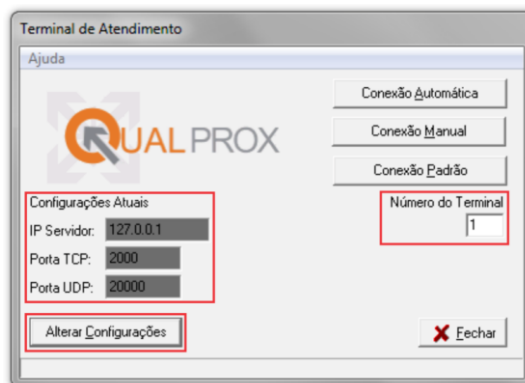 Terminal de Atendimento
Ajuda
QUALPROX
Conexão Automática
Conexão Manual
Conexão Padrão
Configurações Atuais
IP Servidor: 127.0.0.1
Porta TCP: 2000
Porta UDP: 20000
Número do Terminal
1
Alterar Configurações
Fechar